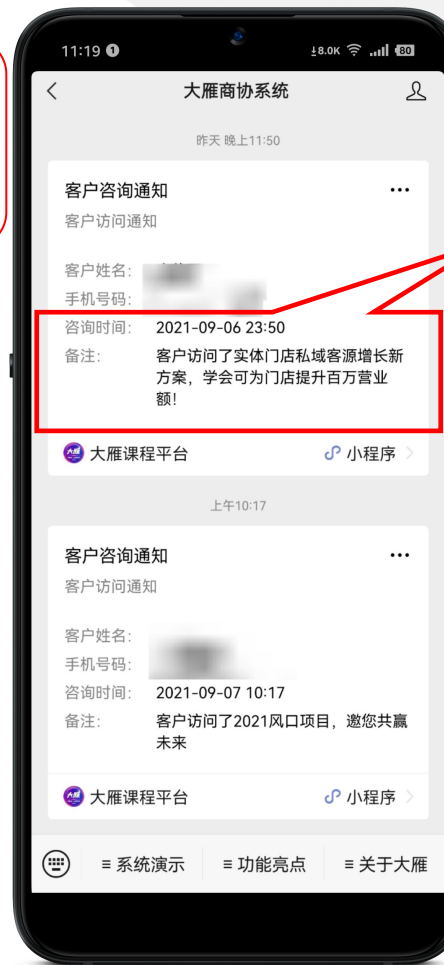 11:19 1
8.0K 80
大雁商协系统
昨天 晚上11:50
客户咨询通知
客户访问通知
客户姓名:
手机号码:
咨询时间: 2021-09-06 23:50
备注: 客户访问了实体门店私域客源增长新
方案，学会可为门店提升百万营业
额!
大雁课程平台 小程序
上午10:17
客户咨询通知
客户访问通知
客户姓名:
手机号码:
咨询时间: 2021-09-07 10:17
备注: 客户访问了2021风口项目，邀您共赢
未来
大雁课程平台 小程序
≡ 系统演示 ≡ 功能亮点 ≡ 关于大雁